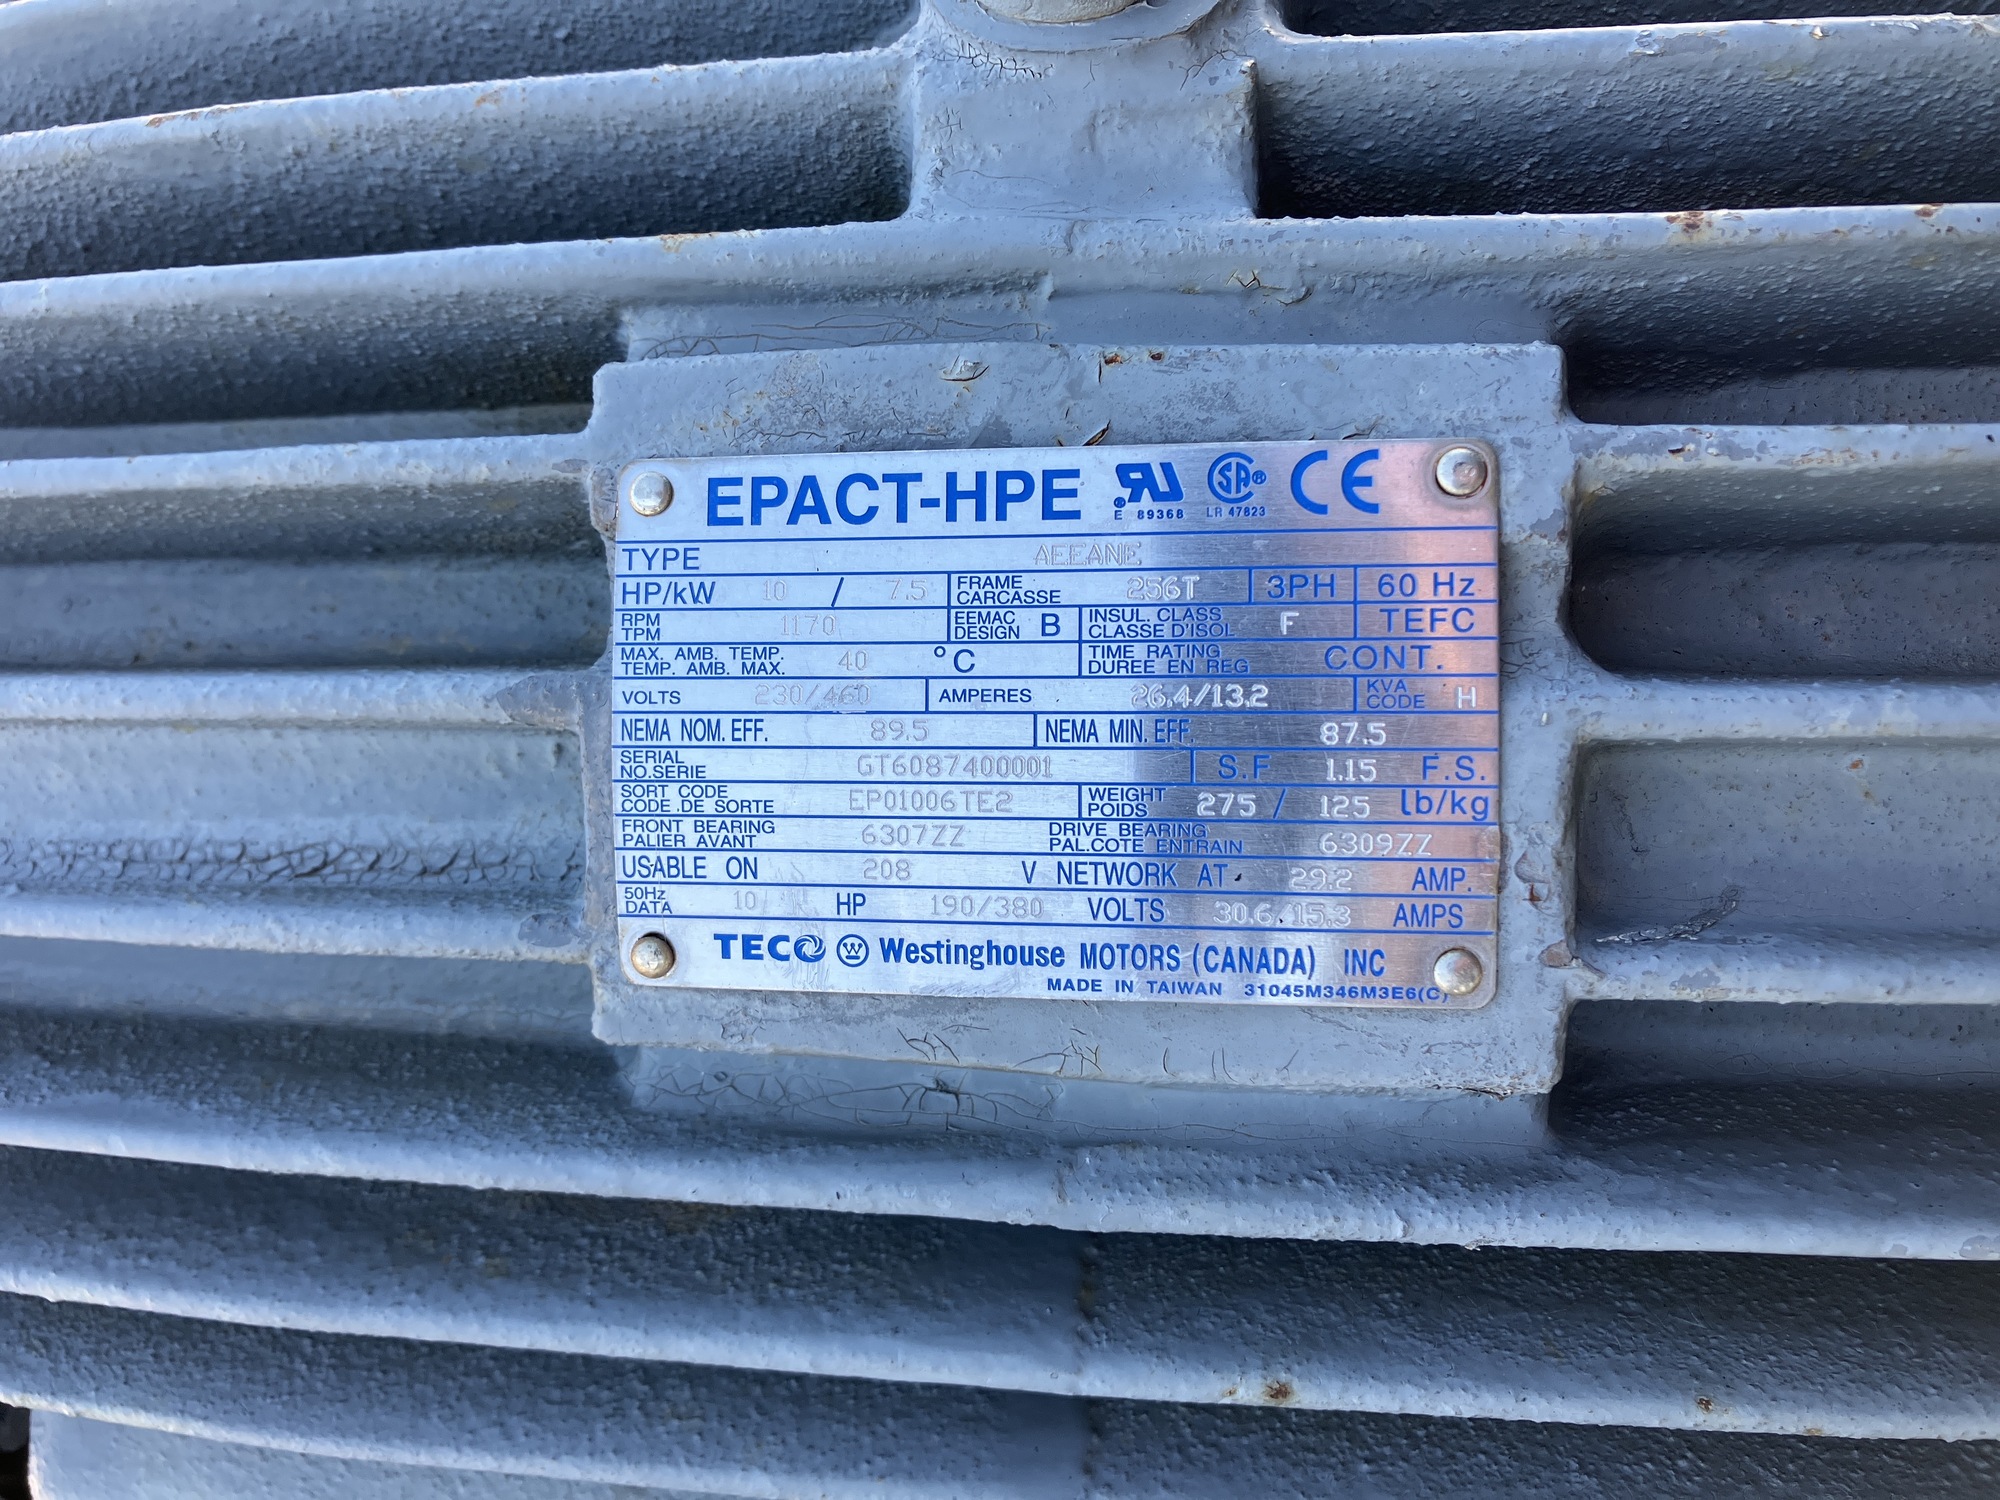 EPACT-HPE ® E 89368 SA® LR 47823 CE
TYPE AEEANE
HP/kW 10 / 7.5 FRAME CARCASSE 256T 3PH 60 Hz
RPM TPM 1170 EEMAC DESIGN B INSUL. CLASS CLASSE D'ISOL F TEFC
MAX. AMB. TEMP. TEMP. AMB. MAX. 40 °C TIME RATING DUREE EN REG CONT.
VOLTS 230/460 AMPERES 26.4/13.2 KVA CODE H
NEMA NOM. EFF. 89.5 NEMA MIN. EFF. 87.5
SERIAL NO.SERIE GT6087400001 S.F 1.15 F.S.
SORT CODE CODE .DE SORTE EP01006TE2 WEIGHT POIDS 275 / 125 lb/kg
FRONT BEARING PALIER AVANT 6307ZZ DRIVE BEARING PAL.COTE ENTRAIN 6309ZZ
USABLE ON 208 V NETWORK AT 29.2 AMP.
50Hz DATA 10 HP 190/380 VOLTS 30.6/15.3 AMPS
TECO W Westinghouse MOTORS (CANADA) INC
MADE IN TAIWAN 31045M346M3E6(C)